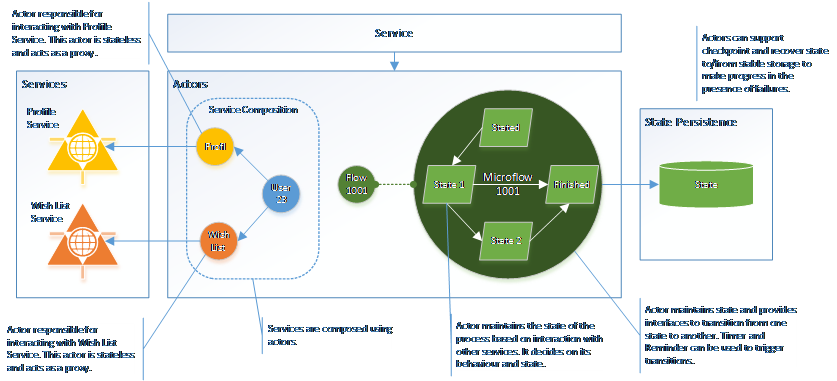 Actor responsible for
interacting with Profile
Service. This actor is stateless
and acts as a proxy..
Service
Actors can support
checkpoint and recover state
to/from stable storage to
make progress in the
presence of failures.
Services
Profile
Service
Wish List
Service
Actors
Service Composition
Profil
User
23
Wish
List
Flow
1001
Stated
State 1
Microflow
1001
Finished
State 2
State Persistence
State
Actor responsible for
interacting with Wish List
Service. This actor is stateless
and acts as a proxy..
Services are composed using
actors.
Actor maintains the state of the
process based on interaction with
other services. It decides on its
behaviour and state..
Actor maintains state and provides
interfaces to transition from one
state to another. Timer and
Reminder can be used to trigger
transitions..